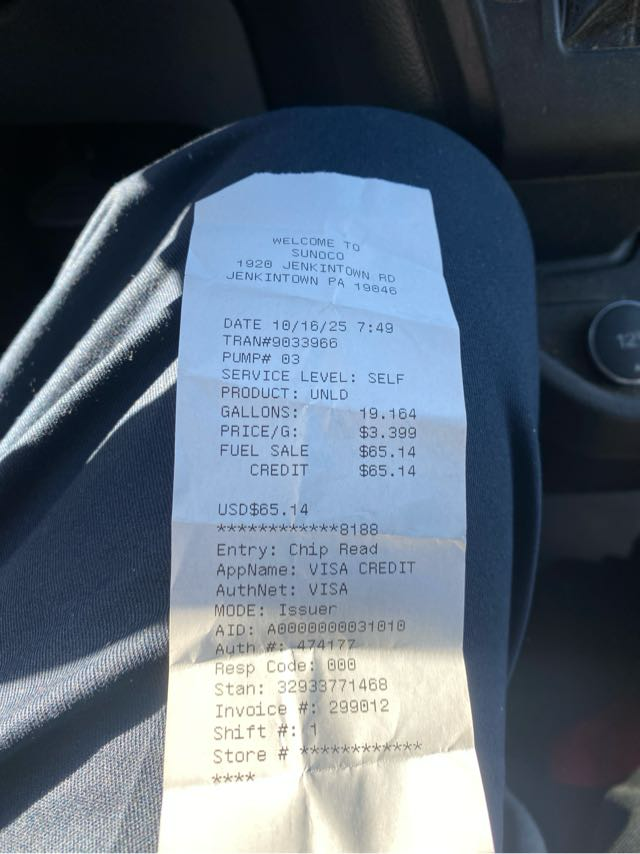 WELCOME TO
SUNOCO
1920 JENKINTOWN RD
JENKINTOWN PA 19046
DATE 10/16/25 7:49
TRAN#9033966
PUMP# 03
SERVICE LEVEL: SELF
PRODUCT: UNLD
GALLONS: 19.164
PRICE/G: $3.399
FUEL SALE $65.14
CREDIT $65.14
USD$65.14
************8188
Entry: Chip Read
AppName: VISA CREDIT
AuthNet: VISA
MODE: Issuer
AID: A0000000031010
Auth #: 474177
Resp Code: 000
Stan: 32933771468
Invoice #: 299012
Shift #: 1
Store # ************
****